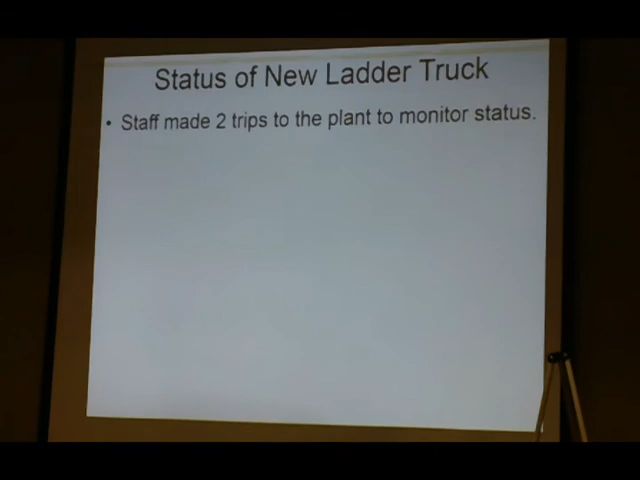 Status of New Ladder Truck
• Staff made 2 trips to the plant to monitor status.